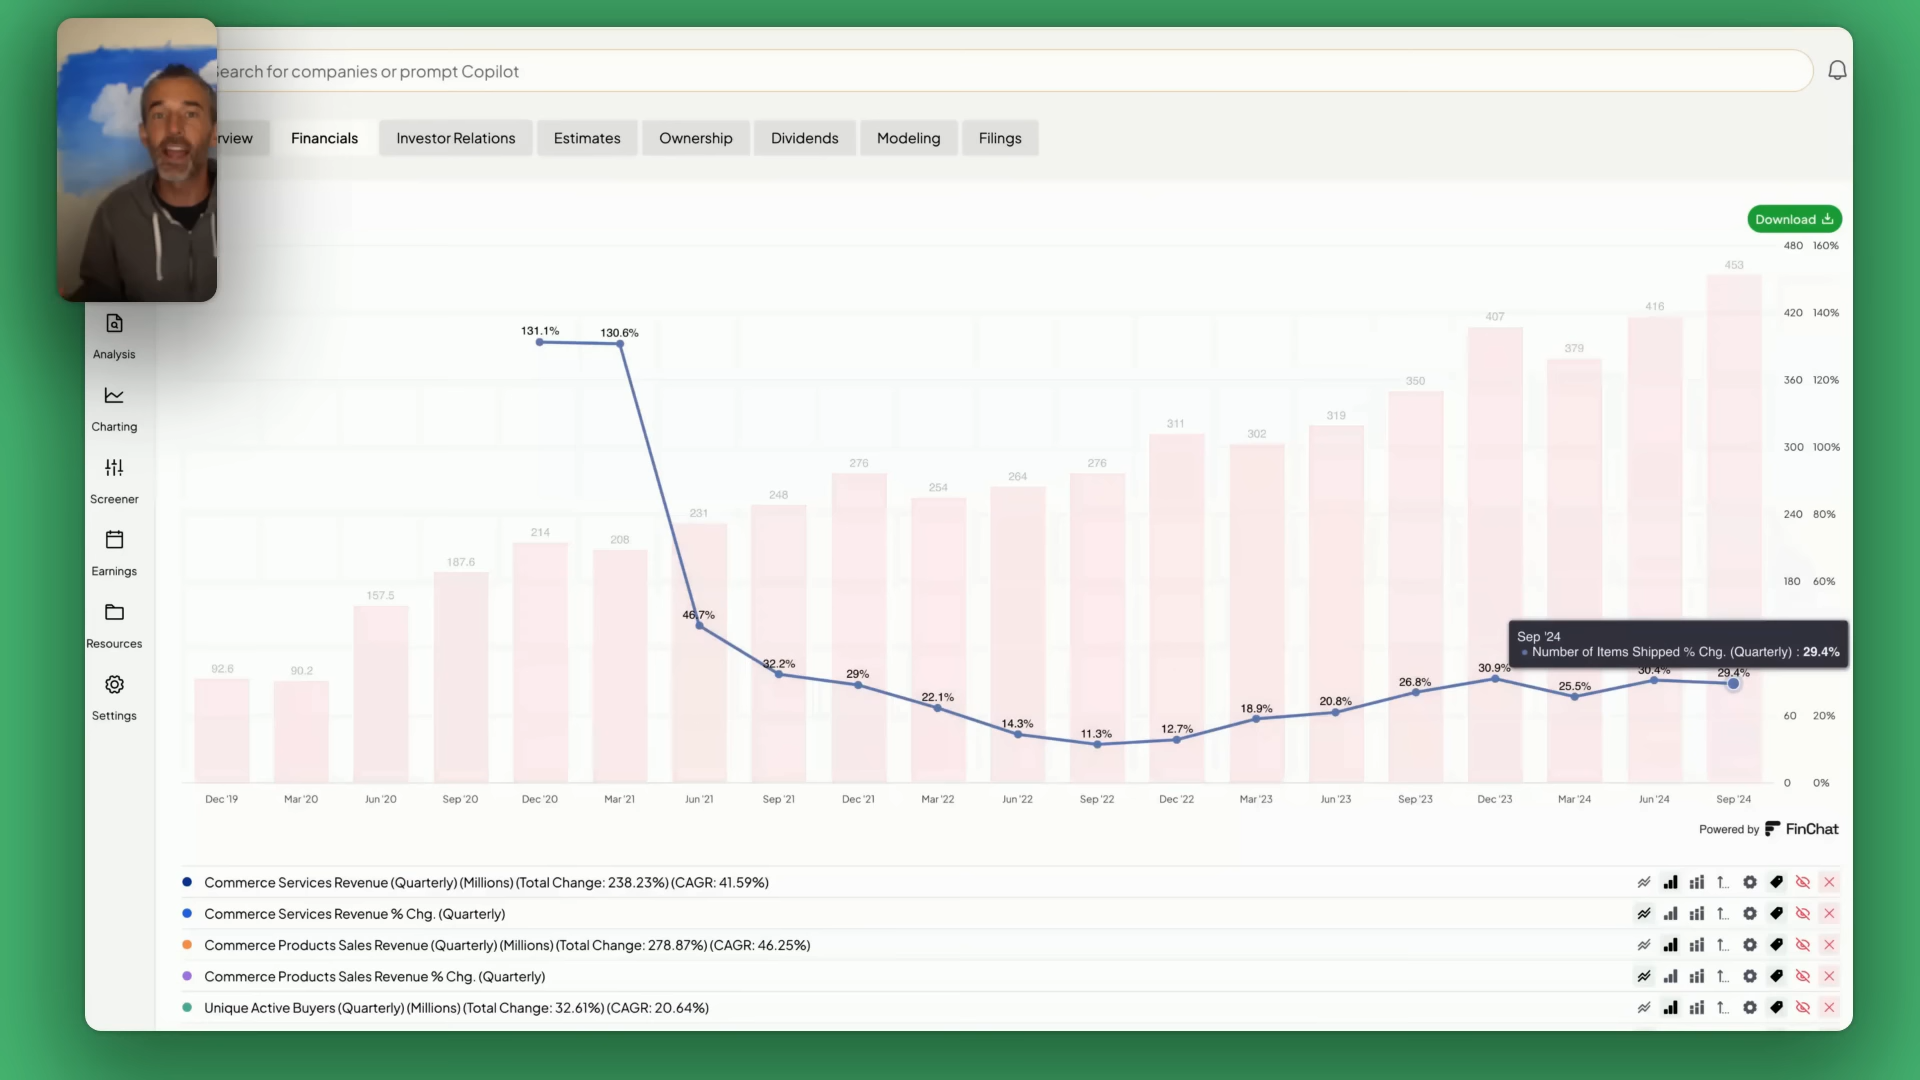 earch for companies or prompt Copilot
rview Financials Investor Relations Estimates Ownership Dividends Modeling Filings
Download
Analysis
Charting
Screener
Earnings
Resources
Settings
480 160%
420 140%
360 120%
300 100%
240 80%
180 60%
60 20%
0 0%
92.6 90.2 157.5 187.6 214 208 231 248 276 254 264 276 311 302 319 350 407 379 416 453
131.1% 130.6% 46.7% 32.2% 29% 22.1% 14.3% 11.3% 12.7% 18.9% 20.8% 26.8% 30.9% 25.5% 30.4% 29.4%
Sep '24
Number of Items Shipped % Chg. (Quarterly) : 29.4%
Dec '19 Mar '20 Jun '20 Sep '20 Dec '20 Mar '21 Jun '21 Sep '21 Dec '21 Mar '22 Jun '22 Sep '22 Dec '22 Mar '23 Jun '23 Sep '23 Dec '23 Mar '24 Jun '24 Sep '24
Powered by FinChat
Commerce Services Revenue (Quarterly) (Millions) (Total Change: 238.23%) (CAGR: 41.59%)
Commerce Services Revenue % Chg. (Quarterly)
Commerce Products Sales Revenue (Quarterly) (Millions) (Total Change: 278.87%) (CAGR: 46.25%)
Commerce Products Sales Revenue % Chg. (Quarterly)
Unique Active Buyers (Quarterly) (Millions) (Total Change: 32.61%) (CAGR: 20.64%)